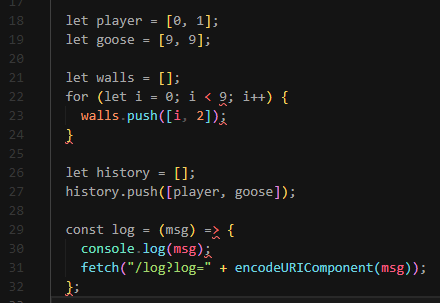 17
18 let player = [0, 1];
19 let goose = [9, 9];
20
21 let walls = [];
22 for (let i = 0; i < 9; i++) {
23 walls.push([i, 2]);
24 }
25
26 let history = [];
27 history.push([player, goose]);
28
29 const log = (msg) => {
30 console.log(msg);
31 fetch("/log?log=" + encodeURIComponent(msg));
32 };
33